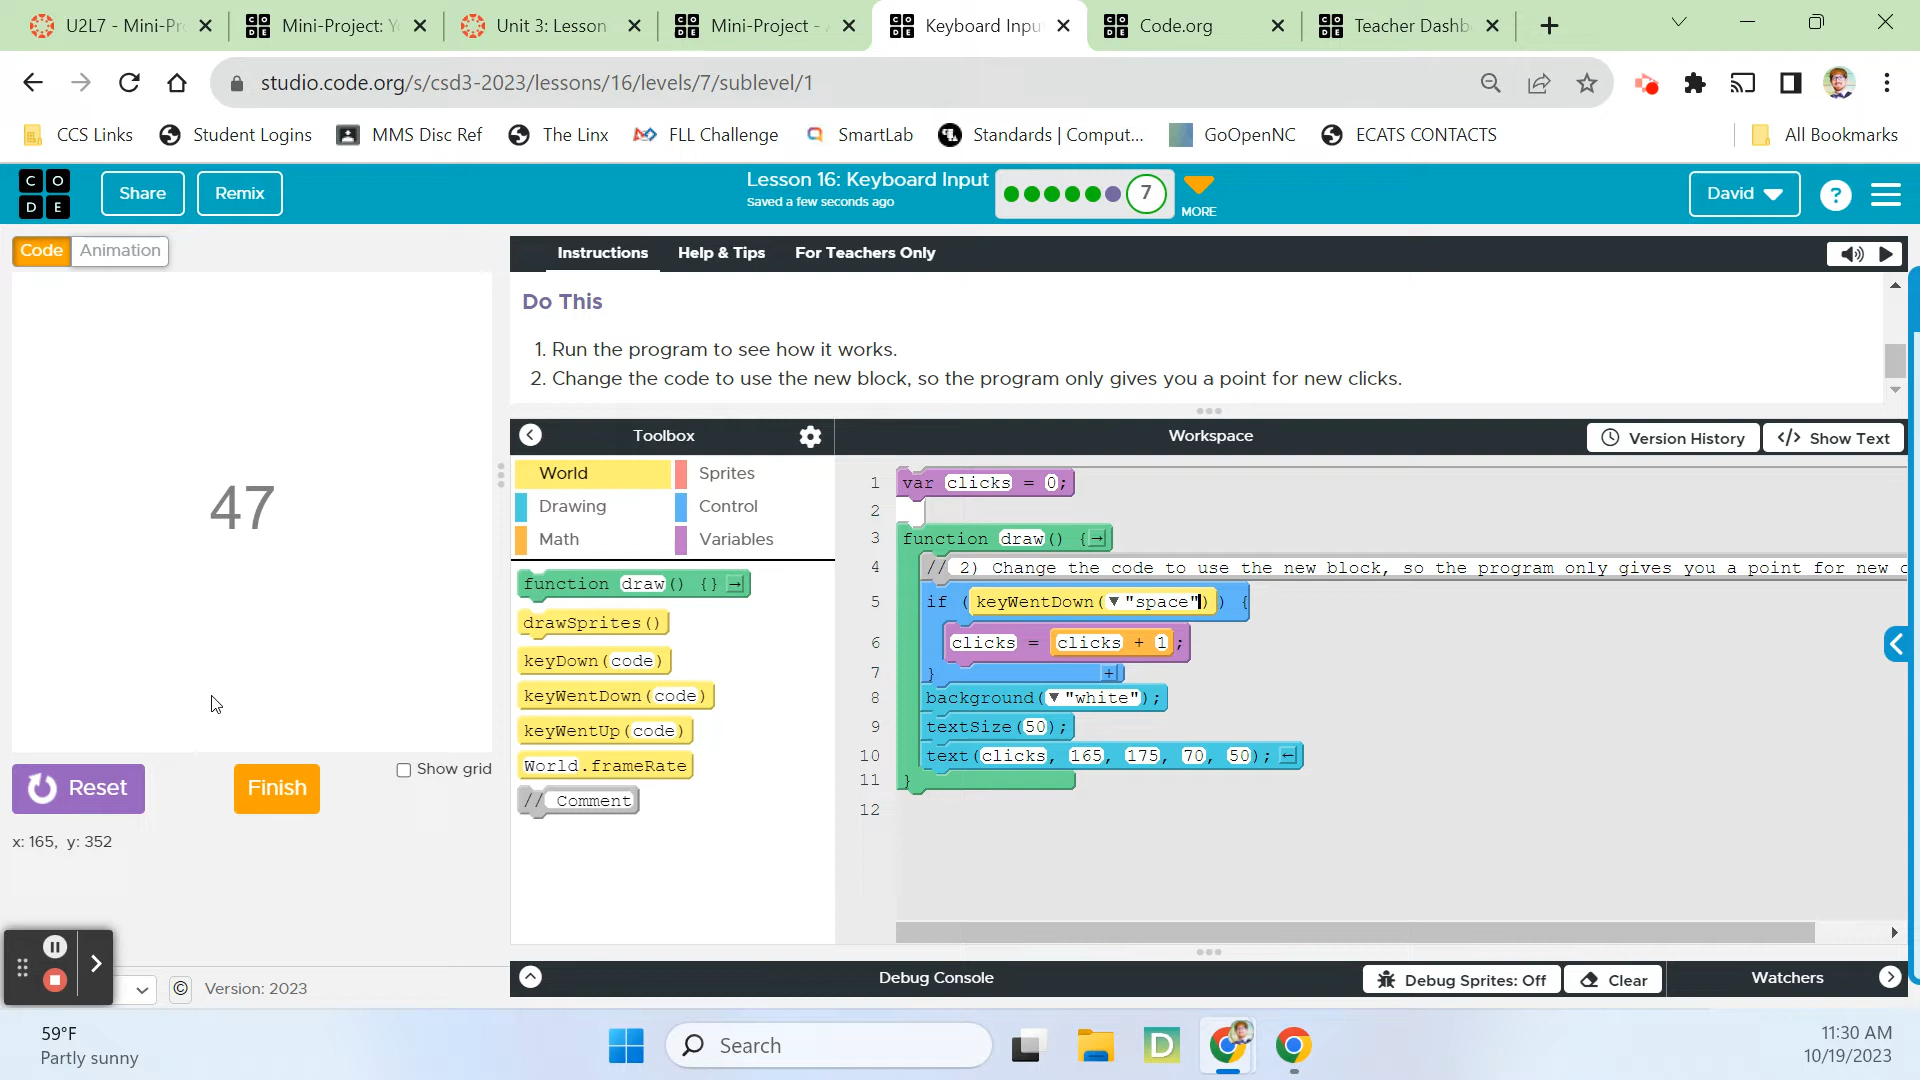 U2L7 - Mini-Pr
Mini-Project: Yo
Unit 3: Lesson
Mini-Project - A
Keyboard Inpu
Code.org
Teacher Dashb
studio.code.org/s/csd3-2023/lessons/16/levels/7/sublevel/1
CCS Links
Student Logins
MMS Disc Ref
The Linx
FLL Challenge
SmartLab
Standards | Comput...
GoOpenNC
ECATS CONTACTS
All Bookmarks
C O D E
Share
Remix
Lesson 16: Keyboard Input
Saved a few seconds ago
7
MORE
David
?
Code
Animation
Instructions
Help & Tips
For Teachers Only
Do This
1. Run the program to see how it works.
2. Change the code to use the new block, so the program only gives you a point for new clicks.
47
Toolbox
Workspace
Version History
</> Show Text
World
Sprites
Drawing
Control
Math
Variables
function draw() {}
drawSprites()
keyDown(code)
keyWentDown(code)
keyWentUp(code)
World.frameRate
// Comment
1 var clicks = 0;
2
3 function draw() {
4 // 2) Change the code to use the new block, so the program only gives you a point for new c
5 if (keyWentDown(▼"space")) {
6 clicks = clicks + 1;
7 }
8 background(▼"white");
9 textSize(50);
10 text(clicks, 165, 175, 70, 50);
11 }
12
Reset
Finish
Show grid
x: 165, y: 352
© Version: 2023
Debug Console
Debug Sprites: Off
Clear
Watchers
59°F
Partly sunny
Search
D
11:30 AM
10/19/2023